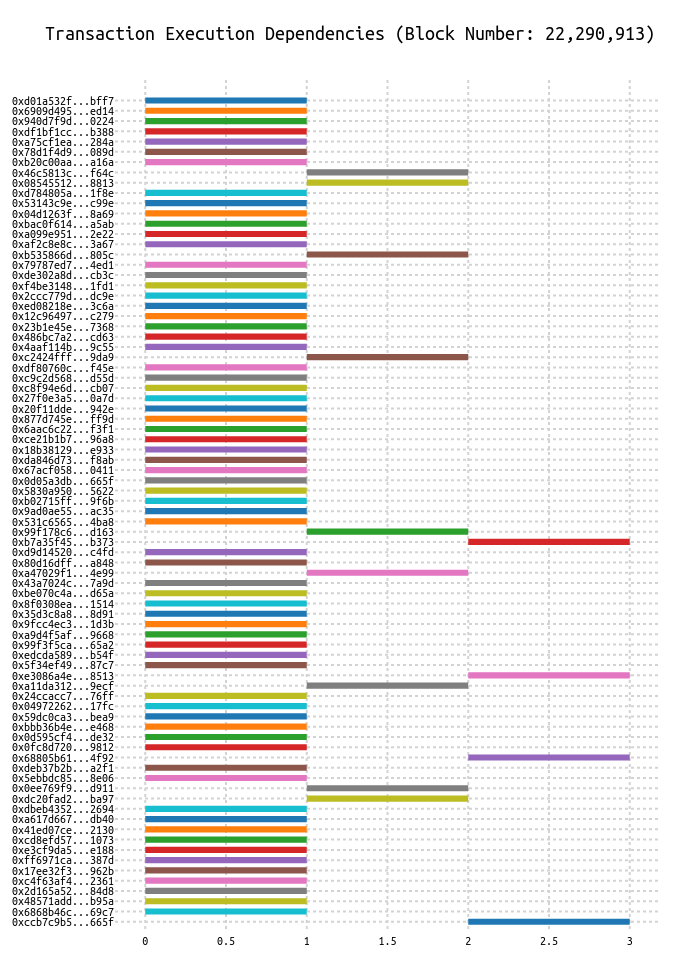 Transaction Execution Dependencies (Block Number: 22,290,913)
0xd01a532f...bff7
0x6909d495...ed14
0x940d7f9d...0224
0xdf1bf1cc...b388
0xa75cf1ea...284a
0x78d1f4d9...089d
0xb20c00aa...a16a
0x46c5813c...f64c
0x08545512...8813
0xd784805a...1f8e
0x53143c9e...c99e
0x04d1263f...8a69
0xbac0f614...a5ab
0xa099e951...2e22
0xaf2c8e8c...3a67
0xb535866d...805c
0x79787ed7...4ed1
0xde302a8d...cb3c
0xf4be3148...1fd1
0x2ccc779d...dc9e
0xed08218e...3c6a
0x12c96497...c279
0x23b1e45e...7368
0x486bc7a2...cd63
0x4aaf114b...9c55
0xc2424fff...9da9
0xdf80760c...f45e
0xc9c2d568...d55d
0xc8f94e6d...cb07
0x27f0e3a5...0a7d
0x20f11dde...942e
0x877d745e...ff9d
0x6aac6c22...f3f1
0xce21b1b7...96a8
0x18b38129...e933
0xda846d73...f8ab
0x67acf058...0411
0x0d05a3db...665f
0x5830a950...5622
0xb02715ff...9f6b
0x9ad0ae55...ac35
0x531c6565...4ba8
0x99f178c6...d163
0xb7a35f45...b373
0xd9d14520...c4fd
0x80d16dff...a848
0xa47029f1...4e99
0x43a7024c...7a9d
0xbe070c4a...d65a
0x8f0308ea...1514
0x35d3c8a8...8d91
0x9fcc4ec3...1d3b
0xa9d4f5af...9668
0x99f3f5ca...65a2
0xedcda589...b54f
0x5f34ef49...87c7
0xe3086a4e...8513
0xa11da312...9ecf
0x24ccacc7...76ff
0x04972262...17fc
0x59dc0ca3...bea9
0xbbb36b4e...e468
0x0d595cf4...de32
0x0fc8d720...9812
0x68805b61...4f92
0xdeb37b2b...a2f1
0x5ebbdc85...8e06
0x0ee769f9...d911
0xdc20fad2...ba97
0xdbeb4352...2694
0xa617d667...db40
0x41ed07ce...2130
0xcd8efd57...1073
0xe3cf9da5...e188
0xff6971ca...387d
0x17ee32f3...962b
0xc4f63af4...2361
0x2d165a52...84d8
0x48571add...b95a
0x6868b46c...69c7
0xccb7c9b5...665f
0 0.5 1 1.5 2 2.5 3